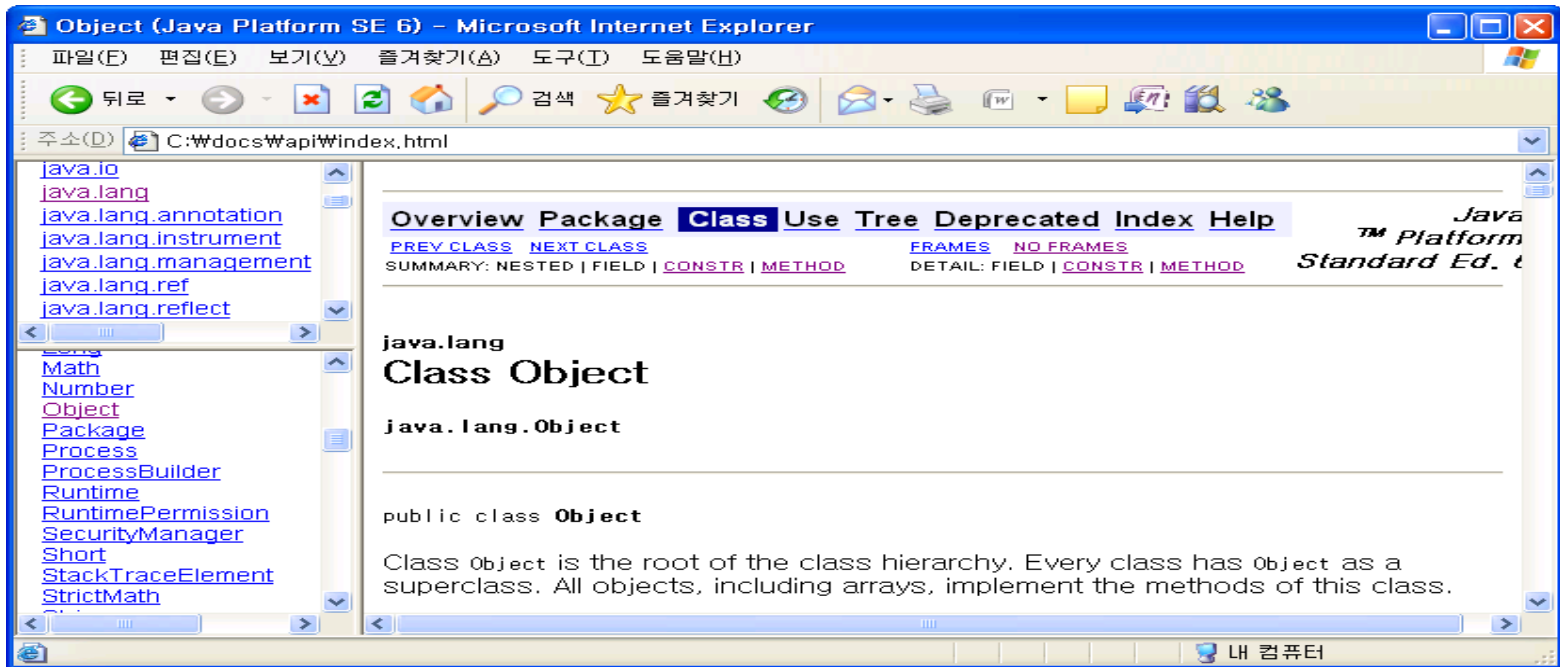 Object (Java Platform SE 6) - Microsoft Internet Explorer
파일(F) 편집(E) 보기(V) 즐겨찾기(A) 도구(T) 도움말(H)
뒤로 검색 즐겨찾기
주소(D) C:₩docs₩api₩index.html
java.io
java.lang
java.lang.annotation
java.lang.instrument
java.lang.management
java.lang.ref
java.lang.reflect
Long
Math
Number
Object
Package
Process
ProcessBuilder
Runtime
RuntimePermission
SecurityManager
Short
StackTraceElement
StrictMath
Overview Package Class Use Tree Deprecated Index Help
PREV CLASS NEXT CLASS FRAMES NO FRAMES
SUMMARY: NESTED | FIELD | CONSTR | METHOD DETAIL: FIELD | CONSTR | METHOD
Java
™ Platform
Standard Ed.
java.lang
Class Object
java.lang.Object
public class Object
Class Object is the root of the class hierarchy. Every class has Object as a
superclass. All objects, including arrays, implement the methods of this class.
내 컴퓨터